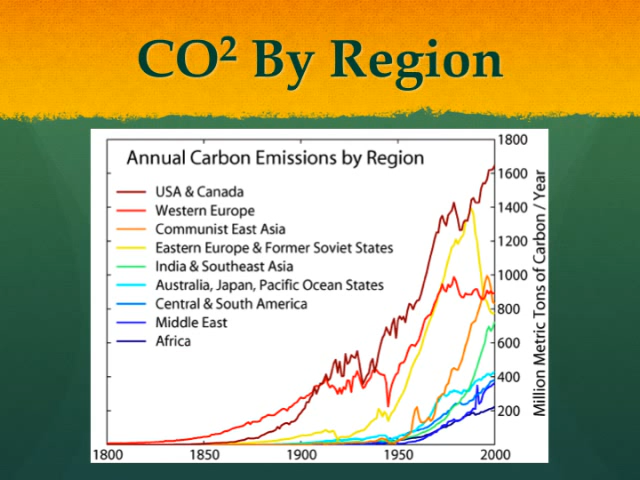 CO² By Region
Annual Carbon Emissions by Region
USA & Canada
Western Europe
Communist East Asia
Eastern Europe & Former Soviet States
India & Southeast Asia
Australia, Japan, Pacific Ocean States
Central & South America
Middle East
Africa
1800
1600
1400
1200
1000
800
600
400
200
Million Metric Tons of Carbon / Year
1800 1850 1900 1950 2000